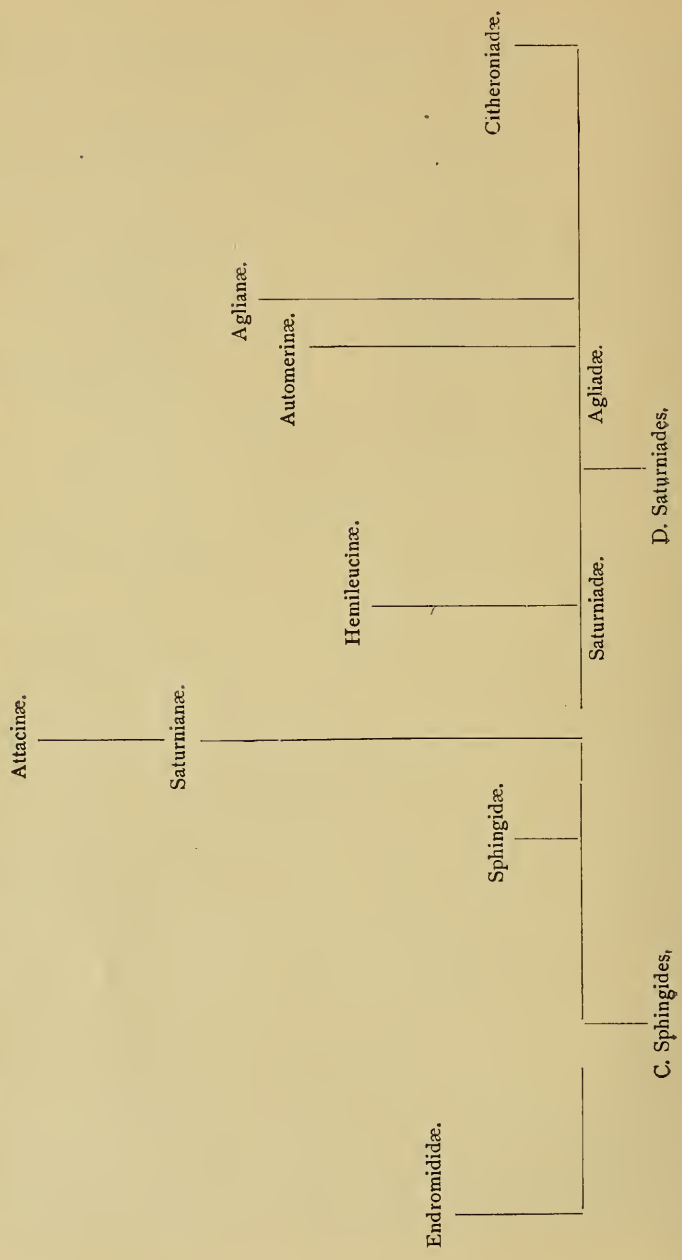 Attacinæ.
Saturnianæ.
Aglianæ.
Automerinæ.
Hemileucinæ.
Endromididæ.
Sphingidæ.
Citheroniadæ.
Saturniadæ.
Agliadæ.
C. Sphingides,
D. Saturniades,